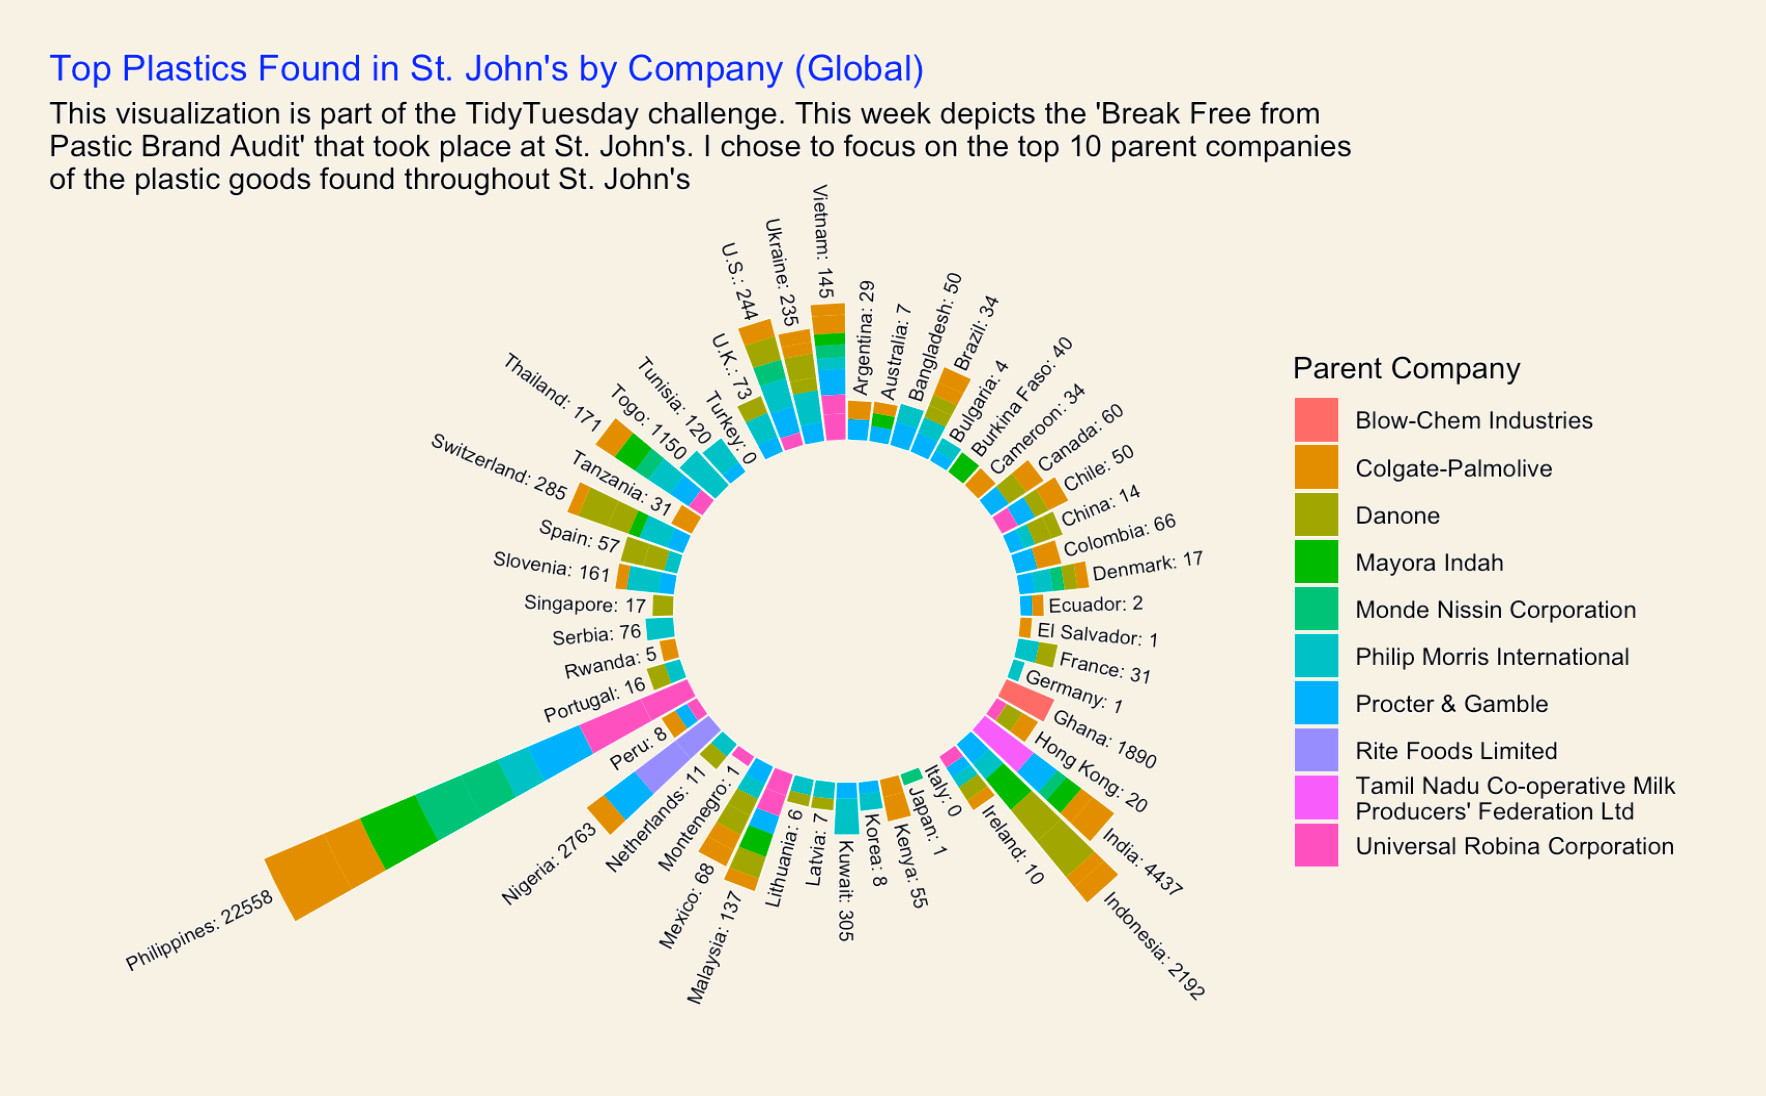 Top Plastics Found in St. John's by Company (Global)
This visualization is part of the TidyTuesday challenge. This week depicts the 'Break Free from
Pastic Brand Audit' that took place at St. John's. I chose to focus on the top 10 parent companies
of the plastic goods found throughout St. John's
Argentina: 29
Australia: 7
Bangladesh: 50
Brazil: 34
Bulgaria: 4
Burkina Faso: 40
Cameroon: 34
Canada: 60
Chile: 50
China: 14
Colombia: 66
Denmark: 17
Ecuador: 2
El Salvador: 1
France: 31
Germany: 1
Ghana: 1890
Hong Kong: 20
India: 4437
Indonesia: 2192
Ireland: 10
Italy: 0
Japan: 1
Kenya: 55
Korea: 8
Kuwait: 305
Latvia: 7
Lithuania: 6
Malaysia: 137
Mexico: 68
Montenegro: 1
Netherlands: 11
Nigeria: 2763
Peru: 8
Philippines: 22558
Portugal: 16
Rwanda: 5
Serbia: 76
Singapore: 17
Slovenia: 161
Spain: 57
Switzerland: 285
Tanzania: 31
Thailand: 171
Togo: 1150
Tunisia: 120
Turkey: 0
U.K.: 73
U.S.: 244
Ukraine: 235
Vietnam: 145
Parent Company
Blow-Chem Industries
Colgate-Palmolive
Danone
Mayora Indah
Monde Nissin Corporation
Philip Morris International
Procter & Gamble
Rite Foods Limited
Tamil Nadu Co-operative Milk
Producers' Federation Ltd
Universal Robina Corporation